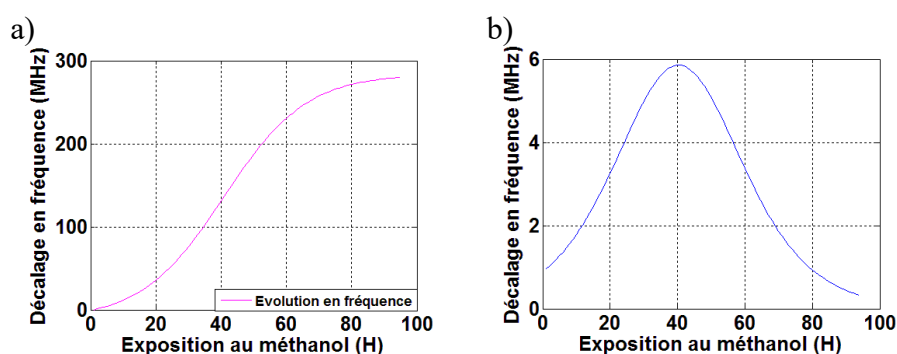 a)
Décalage en fréquence (MHz)
300
200
100
0
0 20 40 60 80 100
Evolution en fréquence
Exposition au méthanol (H)
b)
Décalage en fréquence (MHz)
6
4
2
0
0 20 40 60 80 100
Exposition au méthanol (H)